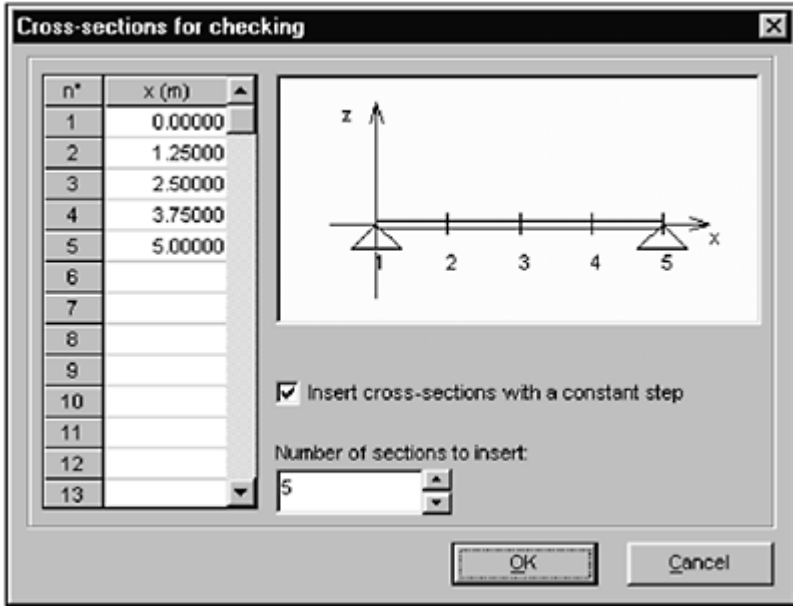 Cross-sections for checking
n° x (m)
1 0.00000
2 1.25000
3 2.50000
4 3.75000
5 5.00000
6
7
8
9
10
11
12
13
z
x
1 2 3 4 5
Insert cross-sections with a constant step
Number of sections to insert:
5
OK Cancel